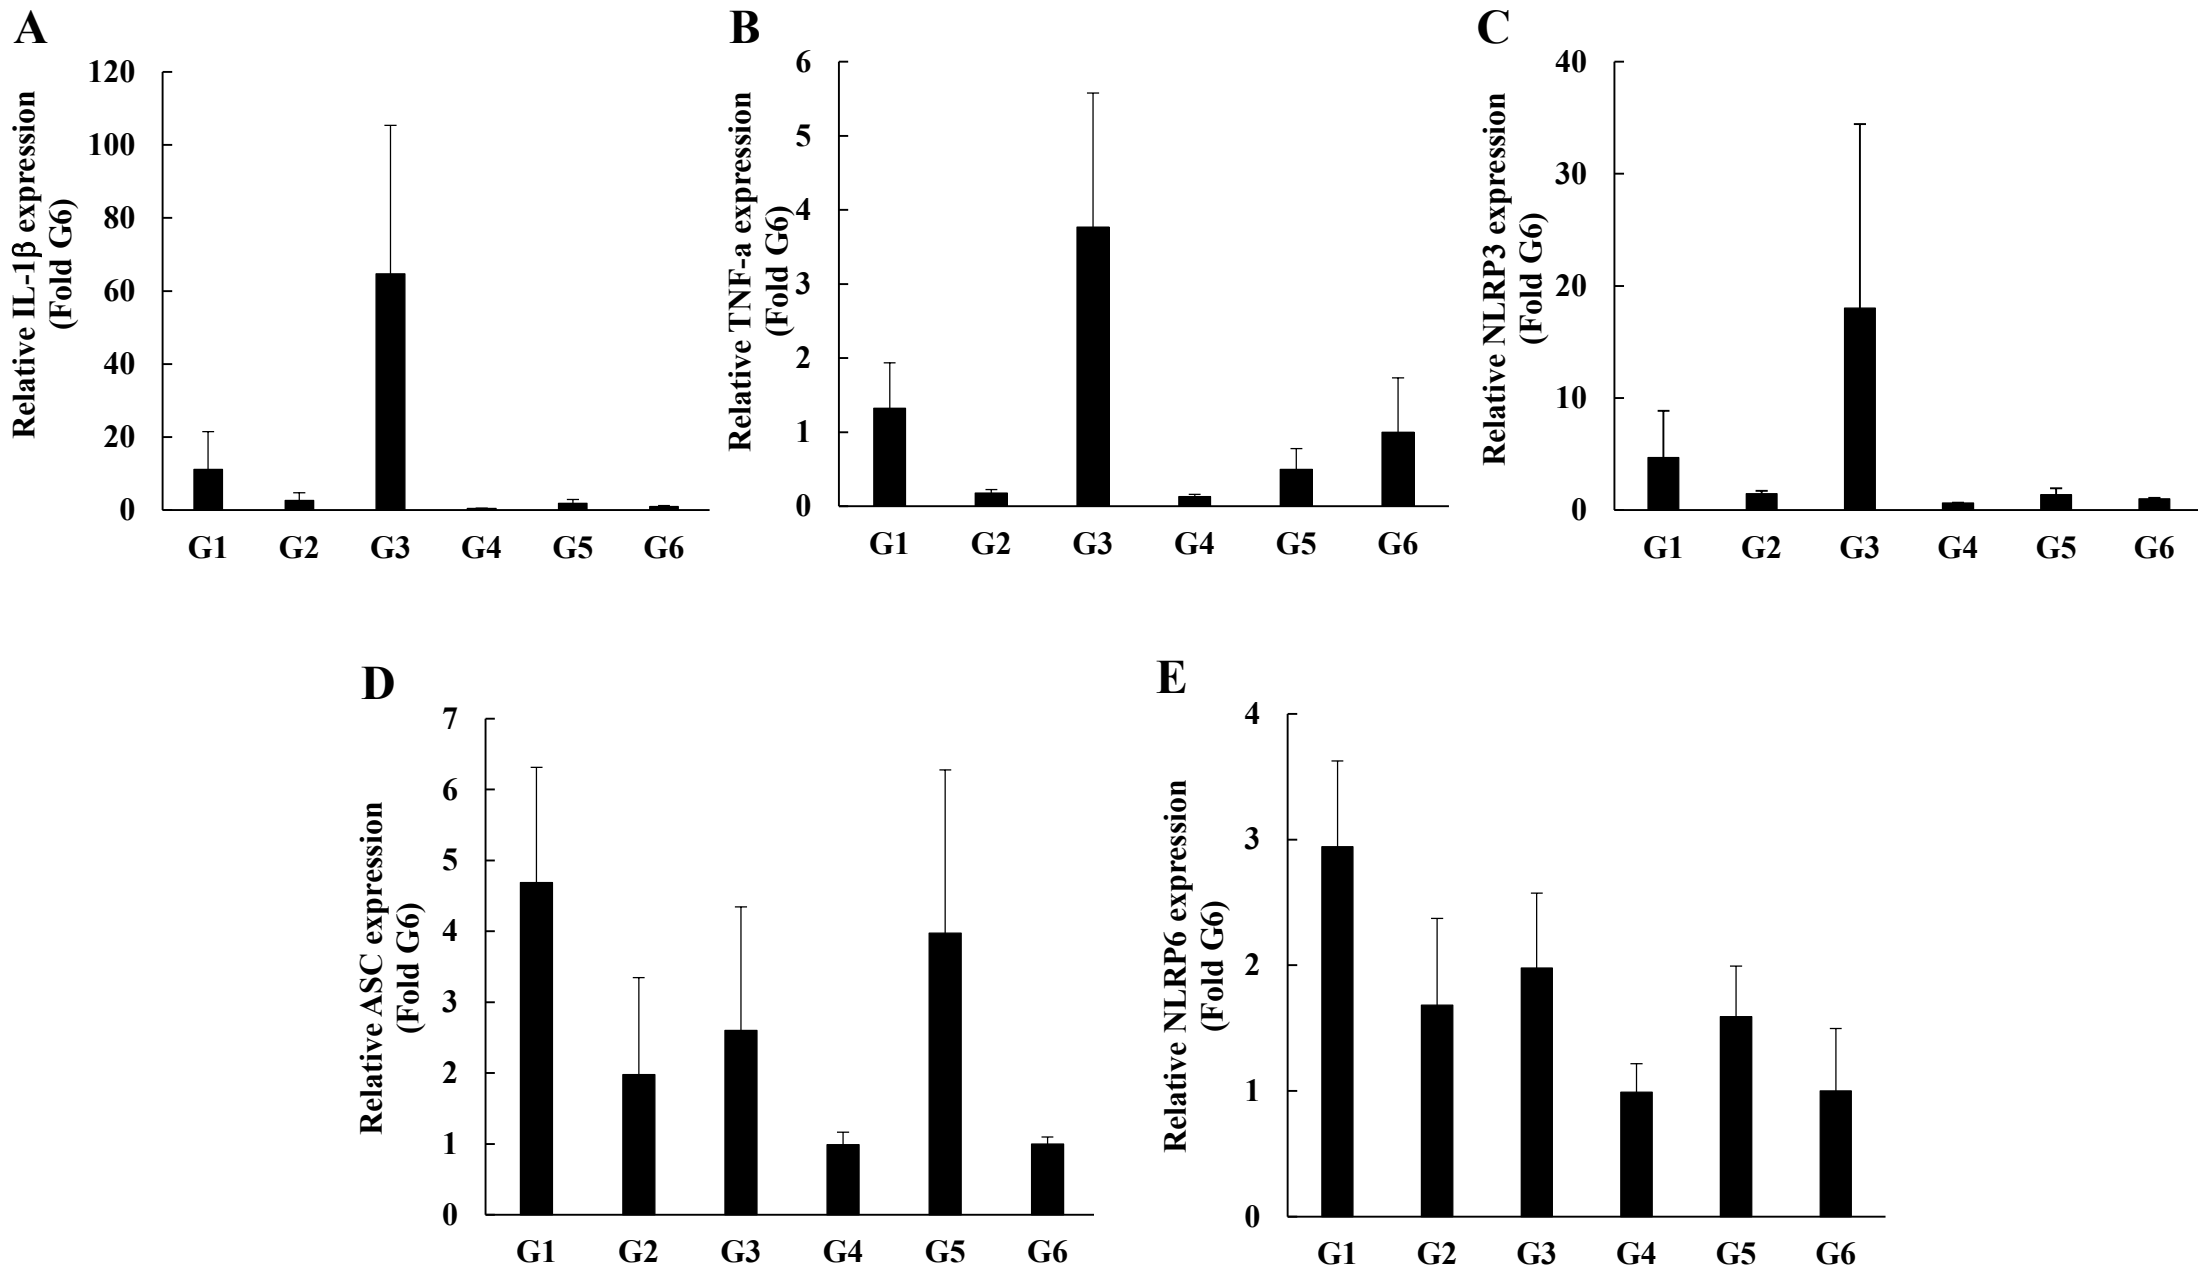 A
Relative IL-1β expression
(Fold G6)
120
100
80
60
40
20
0
G1 G2 G3 G4 G5 G6
B
Relative TNF-a expression
(Fold G6)
6
5
4
3
2
1
0
G1 G2 G3 G4 G5 G6
C
Relative NLRP3 expression
(Fold G6)
40
30
20
10
0
G1 G2 G3 G4 G5 G6
D
Relative ASC expression
(Fold G6)
7
6
5
4
3
2
1
0
G1 G2 G3 G4 G5 G6
E
Relative NLRP6 expression
(Fold G6)
4
3
2
1
0
G1 G2 G3 G4 G5 G6